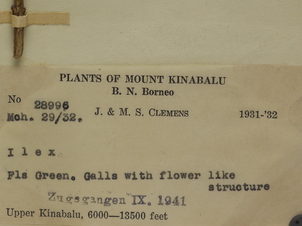 PLANTS OF MOUNT KINABALU
B. N. Borneo
No 28996
J. & M. S. CLEMENS 1931-'32
Mch. 29/32.
Ilex
Fls Green. Galls with flower like
structure
Zugegangen IX. 1941
Upper Kinabalu, 6000—13500 feet